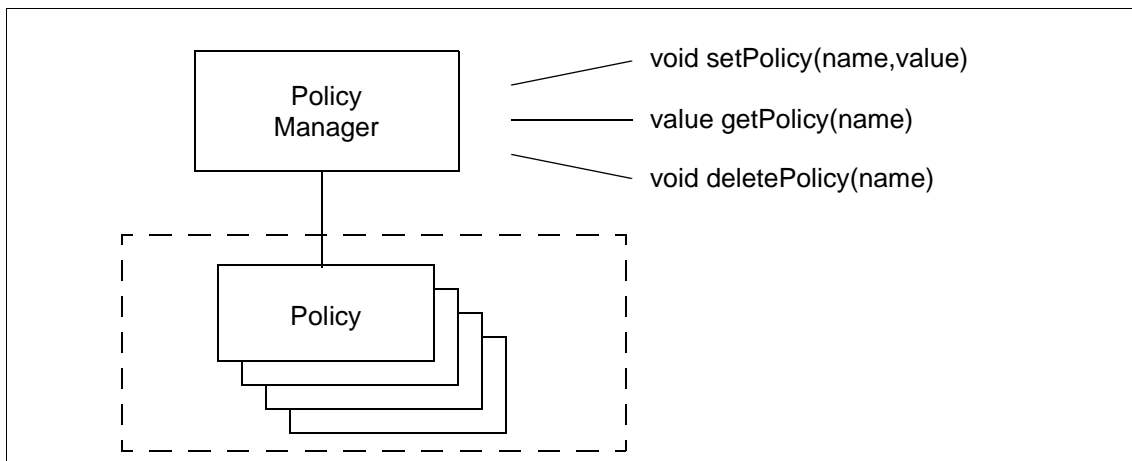 Policy
Manager
void setPolicy(name,value)
value getPolicy(name)
void deletePolicy(name)
Policy